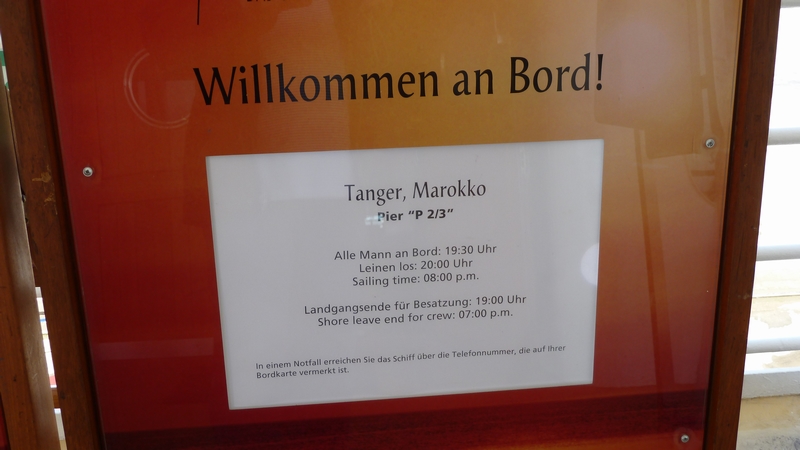 Willkommen an Bord!
Tanger, Marokko
Pier "P 2/3"
Alle Mann an Bord: 19:30 Uhr
Leinen los: 20:00 Uhr
Sailing time: 08:00 p.m.
Landgangsende für Besatzung: 19:00 Uhr
Shore leave end for crew: 07:00 p.m.
In einem Notfall erreichen Sie das Schiff über die Telefonnummer, die auf Ihrer
Bordkarte vermerkt ist.